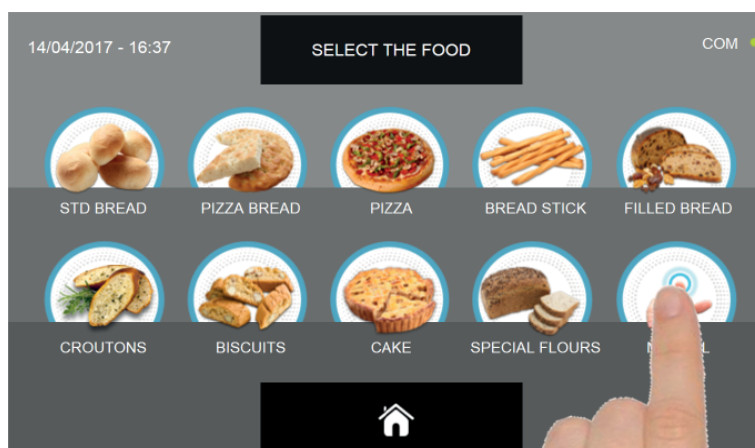 14/04/2017 - 16:37
SELECT THE FOOD
COM
STD BREAD
PIZZA BREAD
PIZZA
BREAD STICK
FILLED BREAD
CROUTONS
BISCUITS
CAKE
SPECIAL FLOURS